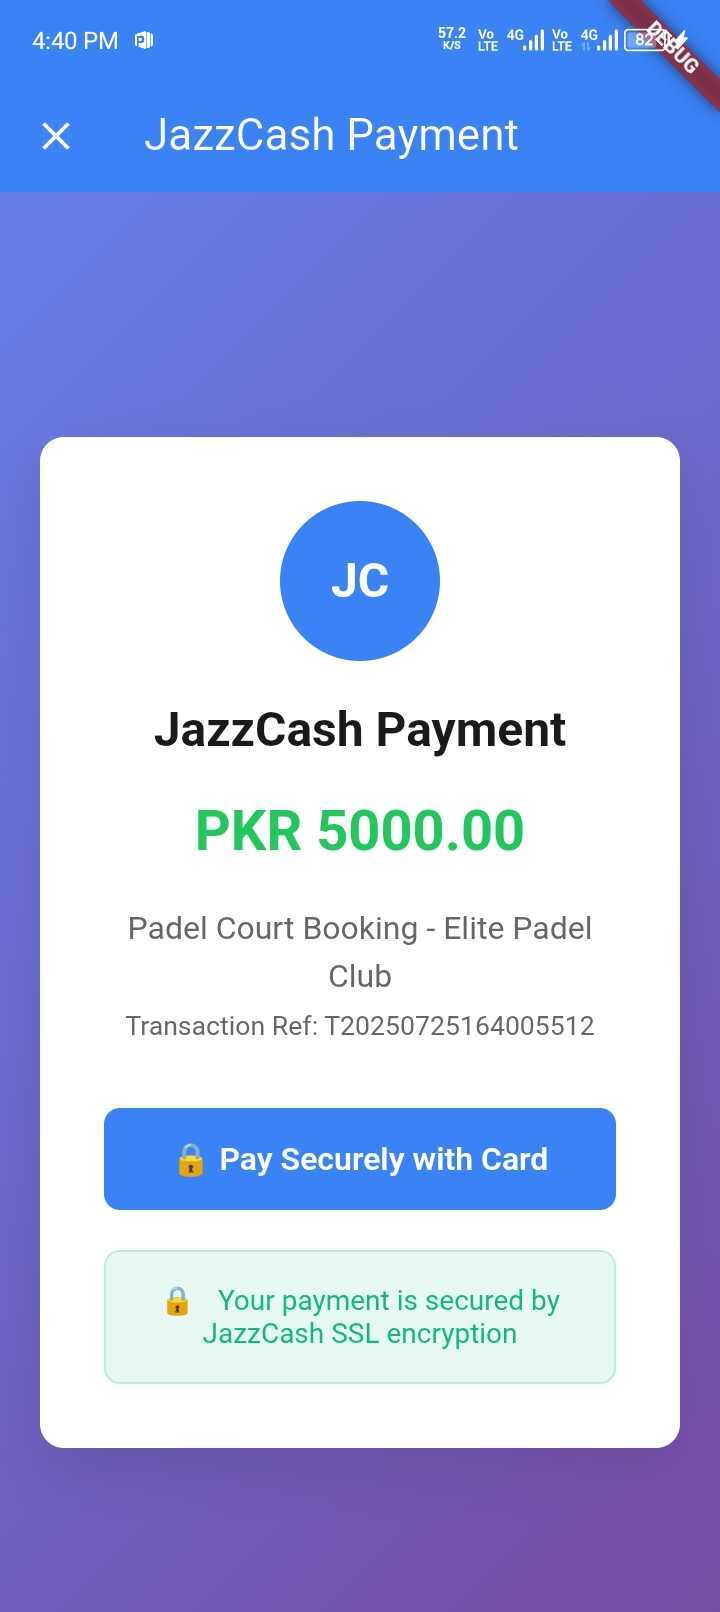 4:40 PM
57.2 K/S Vo LTE 4G Vo LTE 4G 82
DEBUG
JazzCash Payment
JC
JazzCash Payment
PKR 5000.00
Padel Court Booking - Elite Padel
Club
Transaction Ref: T20250725164005512
🔒 Pay Securely with Card
🔒 Your payment is secured by
JazzCash SSL encryption